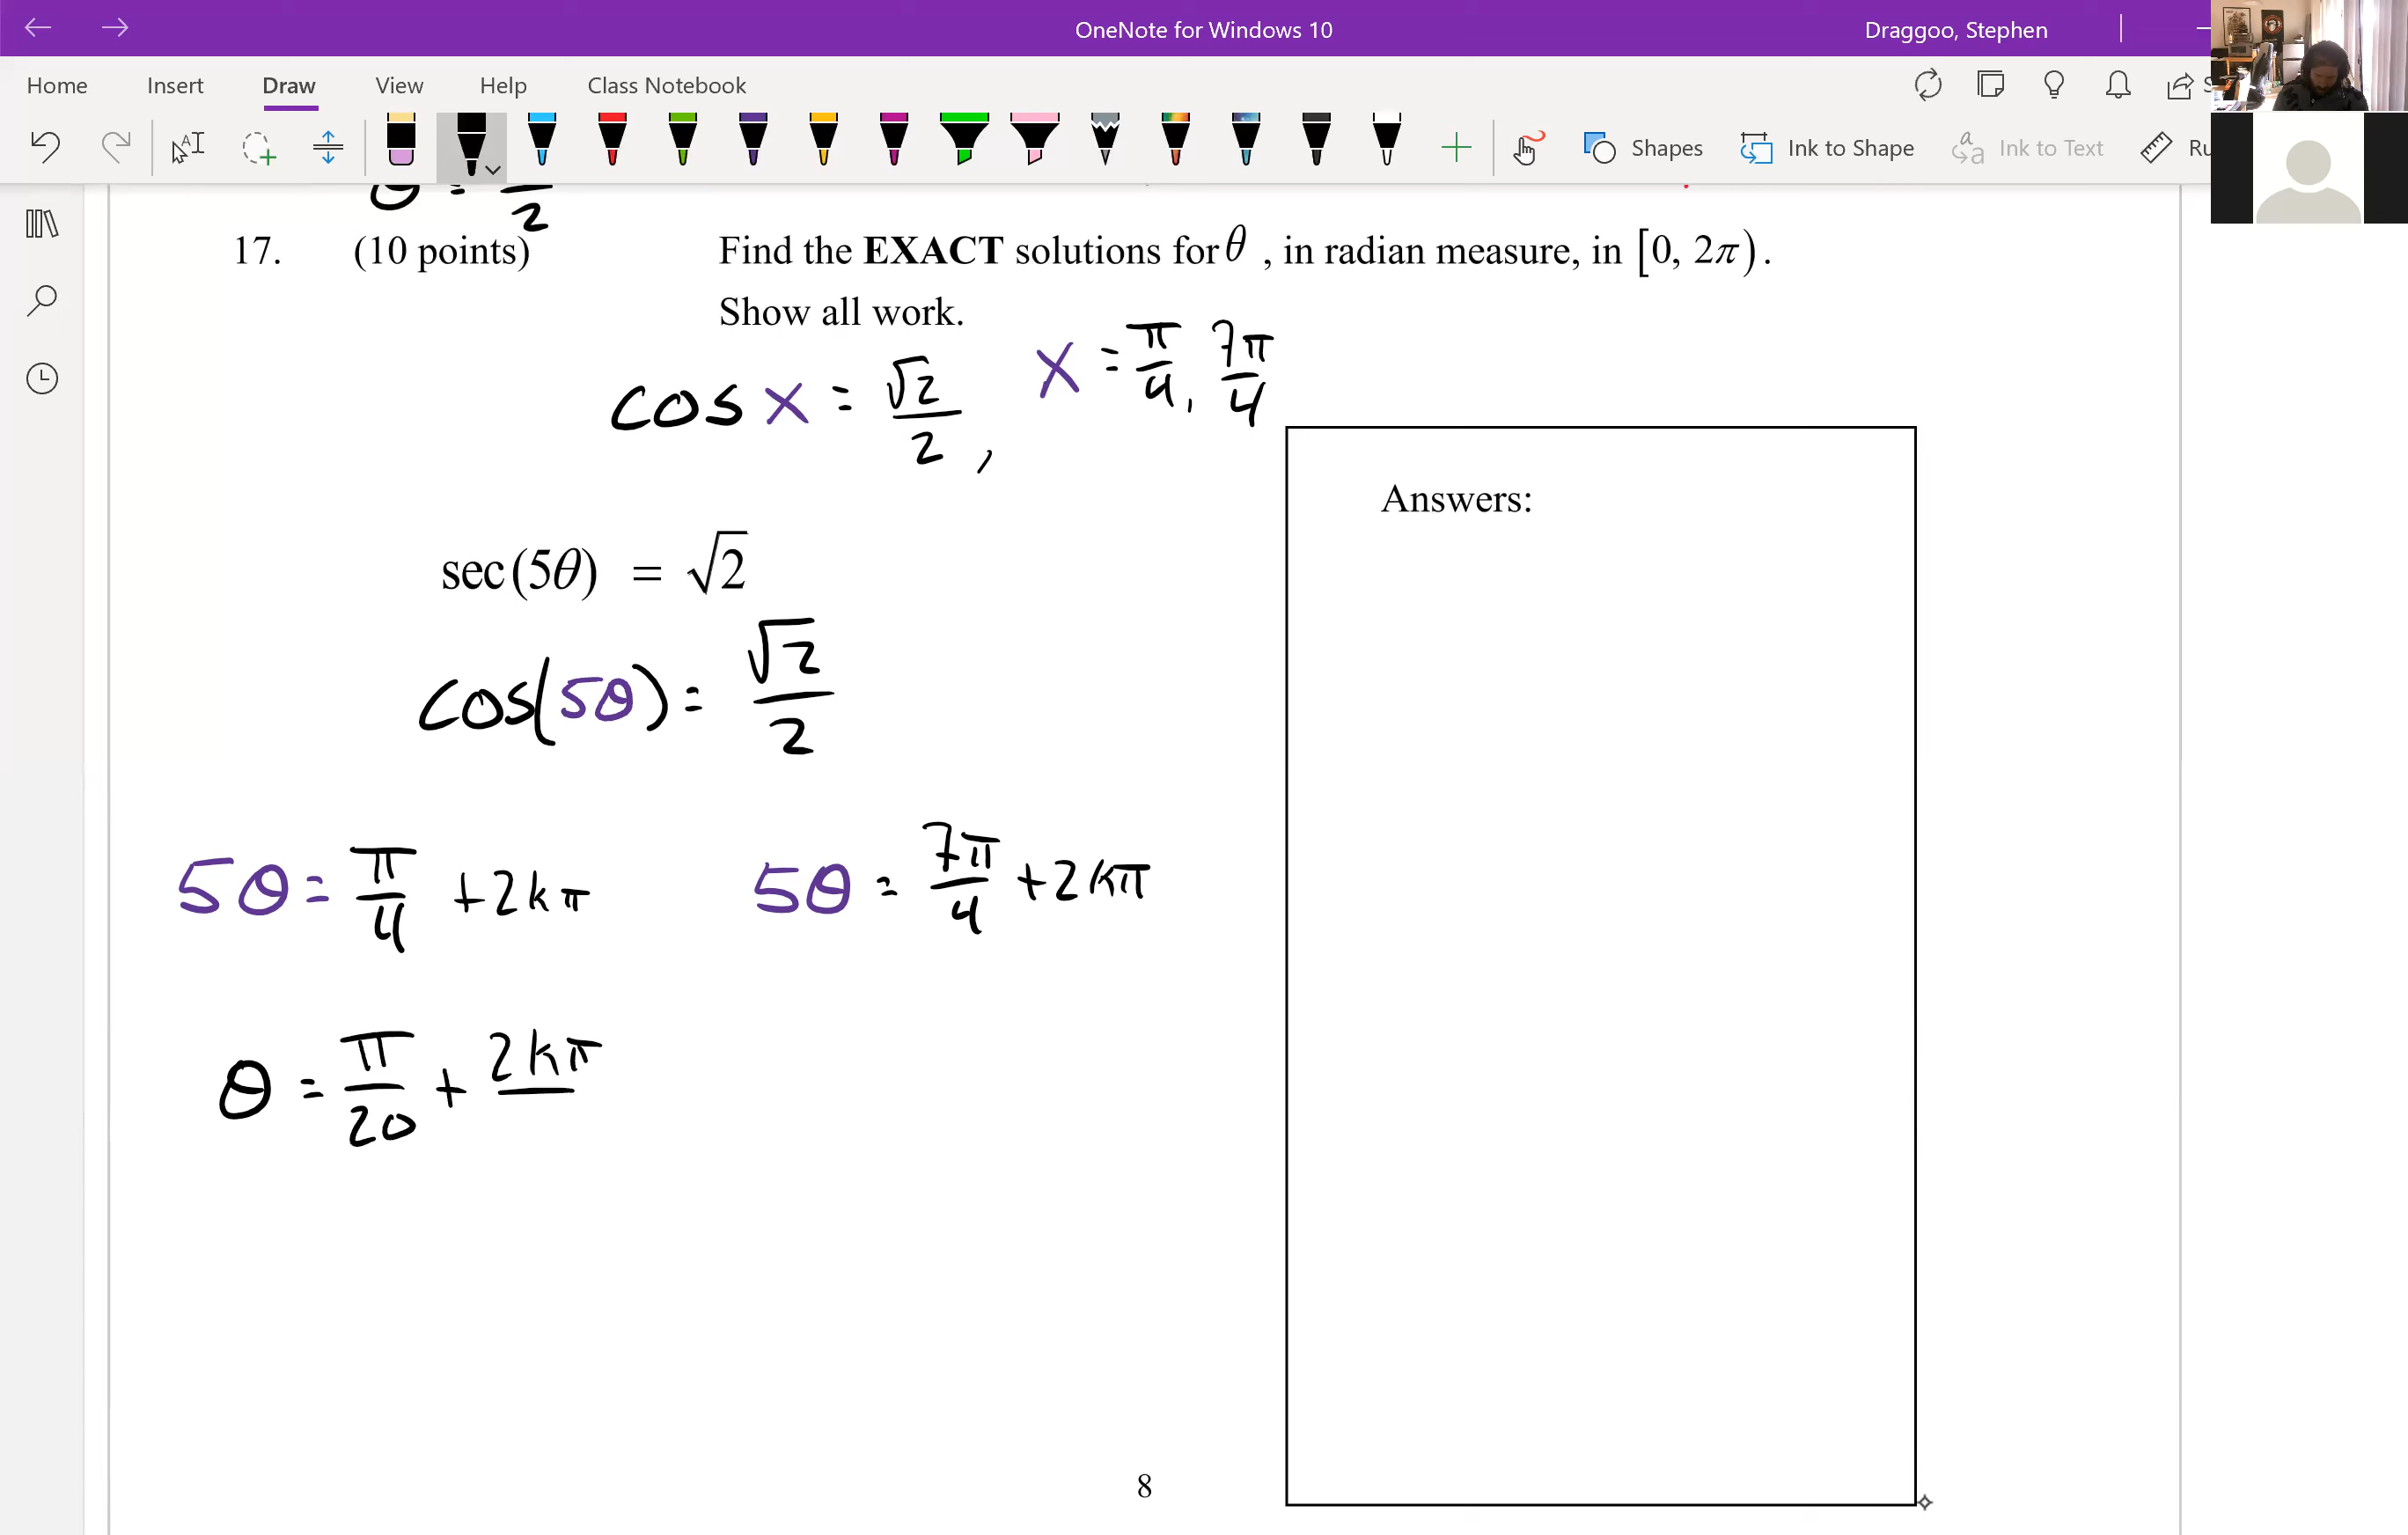 OneNote for Windows 10
Draggoo, Stephen
Home Insert Draw View Help Class Notebook
Shapes Ink to Shape Ink to Text Ru
θ = /2
17. (10 points) Find the EXACT solutions for θ , in radian measure, in [0, 2π).
Show all work.
cos x = √2/2 , x = π/4, 7π/4
Answers:
sec(5θ) = √2
cos(5θ) = √2/2
5θ = π/4 + 2kπ 5θ = 7π/4 + 2kπ
θ = π/20 + 2kπ/
8